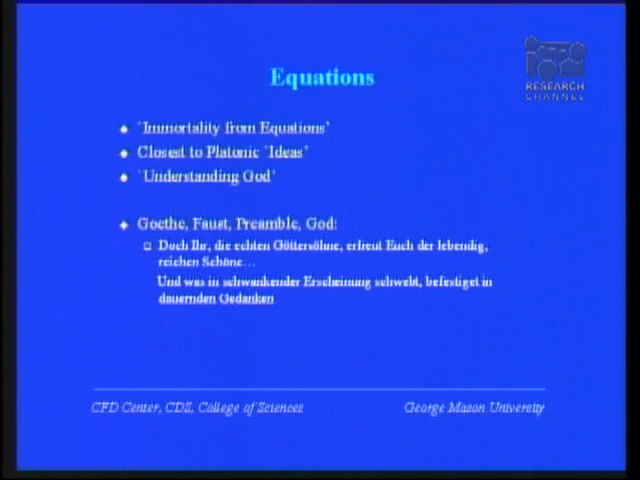 Equations
RESEARCH
CHANNEL
'Immortality from Equations'
Closest to Platonic 'Ideas'
'Understanding God'
Goethe, Faust, Preamble, God:
Doch Ihr, die echten Göttersöhne, erfreut Euch der lebendig,
reichen Schöne…
Und was in schwankender Erscheinung schwebt, befestiget in
dauernden Gedanken
CFD Center, CDS, College of Sciences
George Mason University